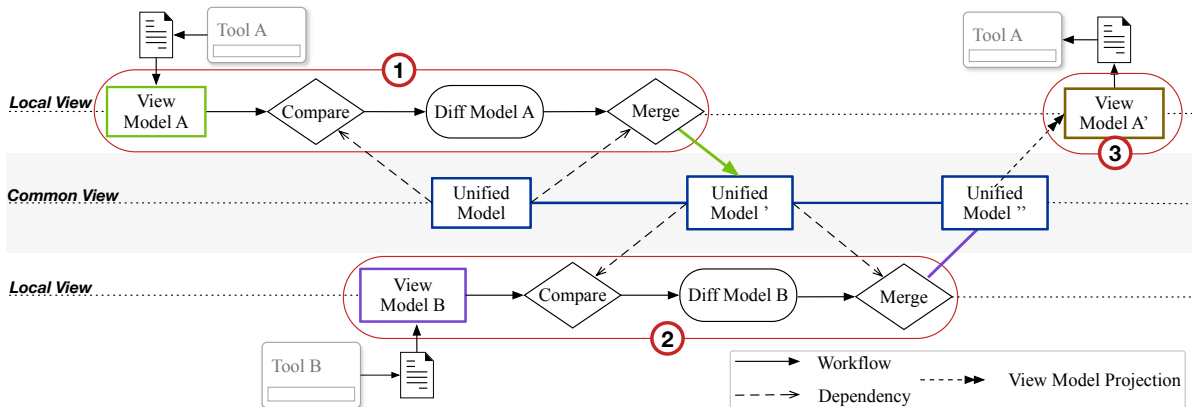 Tool A
Tool A
1
Local View
View
Model A
Compare
Diff Model A
Merge
View
Model A’
3
Common View
Unified
Model
Unified
Model ’
Unified
Model ’’
Local View
View
Model B
Compare
Diff Model B
Merge
2
Tool B
Workflow
Dependency
View Model Projection